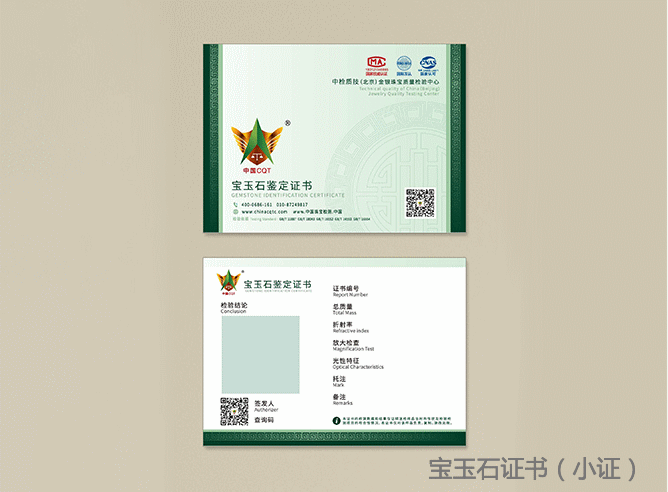 MA
CNAS
中检质技（北京）金银珠宝质量检验中心
Technical quality of China(Beijing)
Jewelry Quality Testing Center
®
中国CQT
宝玉石鉴定证书
GEMSTONE IDENTIFICATION CERTIFICATE
400-0686-161 010-87249817
www.chinacqtc.com www.中国珠宝检测.中国
中国CQT
宝玉石鉴定证书
GEMSTONE IDENTIFICATION CERTIFICATE
检验结论
Conclusion
签发人
Authorizer
查询码
证书编号
Report Number
总质量
Total Mass
折射率
Refractive Index
放大检查
Magnification Test
光性特征
Optical Characteristics
托注
Mark
备注
Remarks
宝玉石证书（小证）